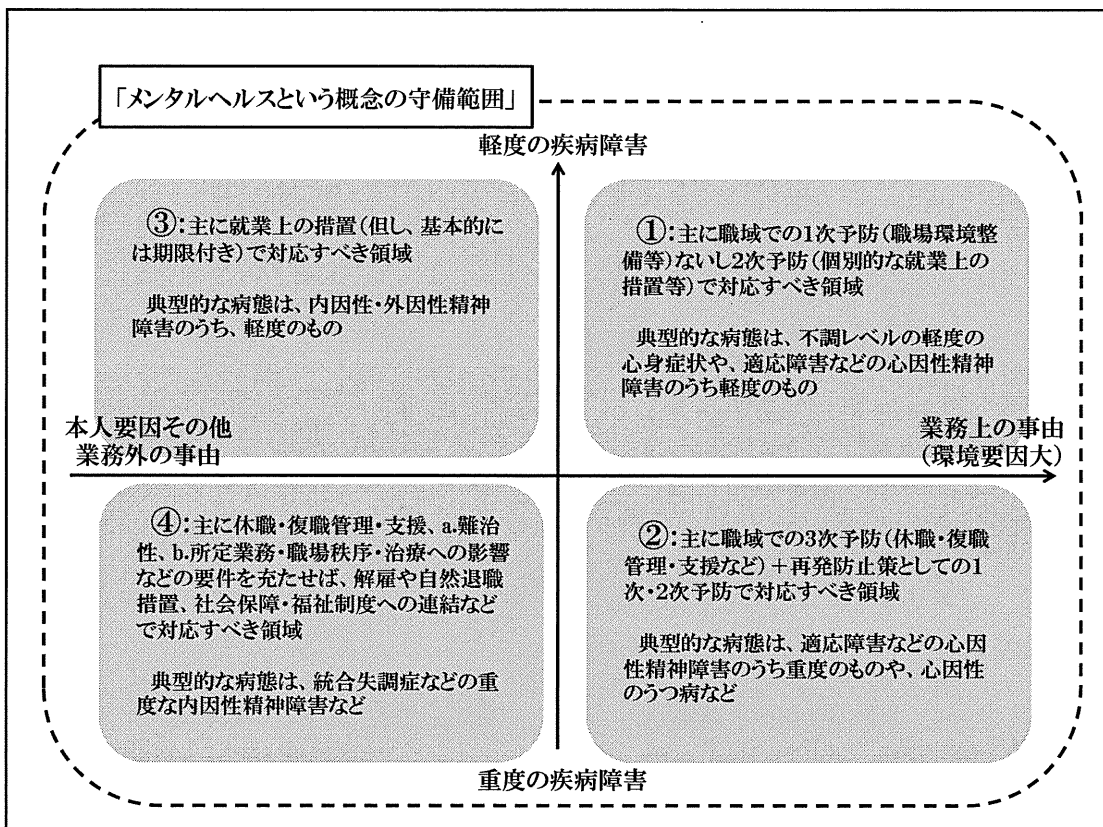 「メンタルヘルスという概念の守備範囲」
軽度の疾病障害
③:主に就業上の措置(但し、基本的に
は期限付き)で対応すべき領域
典型的な病態は、内因性・外因性精神
障害のうち、軽度のもの
①:主に職域での1次予防(職場環境整
備等)ないし2次予防(個別的な就業上の
措置等)で対応すべき領域
典型的な病態は、不調レベルの軽度の
心身症状や、適応障害などの心因性精神
障害のうち軽度のもの
本人要因その他
業務外の事由
業務上の事由
(環境要因大)
④:主に休職・復職管理・支援、a.難治
性、b.所定業務・職場秩序・治療への影響
などの要件を充たせば、解雇や自然退職
措置、社会保障・福祉制度への連結など
で対応すべき領域
典型的な病態は、統合失調症などの重
度な内因性精神障害など
②:主に職域での3次予防(休職・復職
管理・支援など)+再発防止策としての1
次・2次予防で対応すべき領域
典型的な病態は、適応障害などの心因
性精神障害のうち重度のものや、心因性
のうつ病など
重度の疾病障害